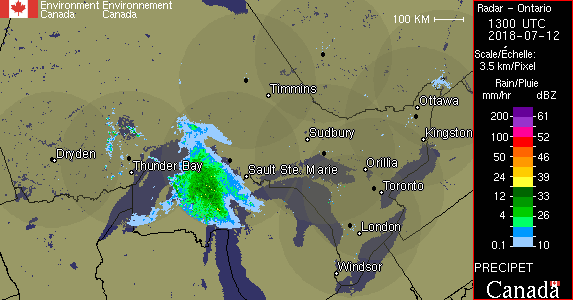 Environment Environnement
Canada Canada
100 KM
Timmins
Ottawa
Sudbury
Kingston
Dryden
Thunder Bay
Sault Ste. Marie
Orillia
Toronto
London
Windsor
Radar - Ontario
1300 UTC
2018-07-12
Scale/Échelle:
3.5 km/Pixel
Rain/Pluie
mm/hr dBZ
200 61
100 52
50 46
24 39
12 33
4 26
0.1 10
PRECIPET
Canada